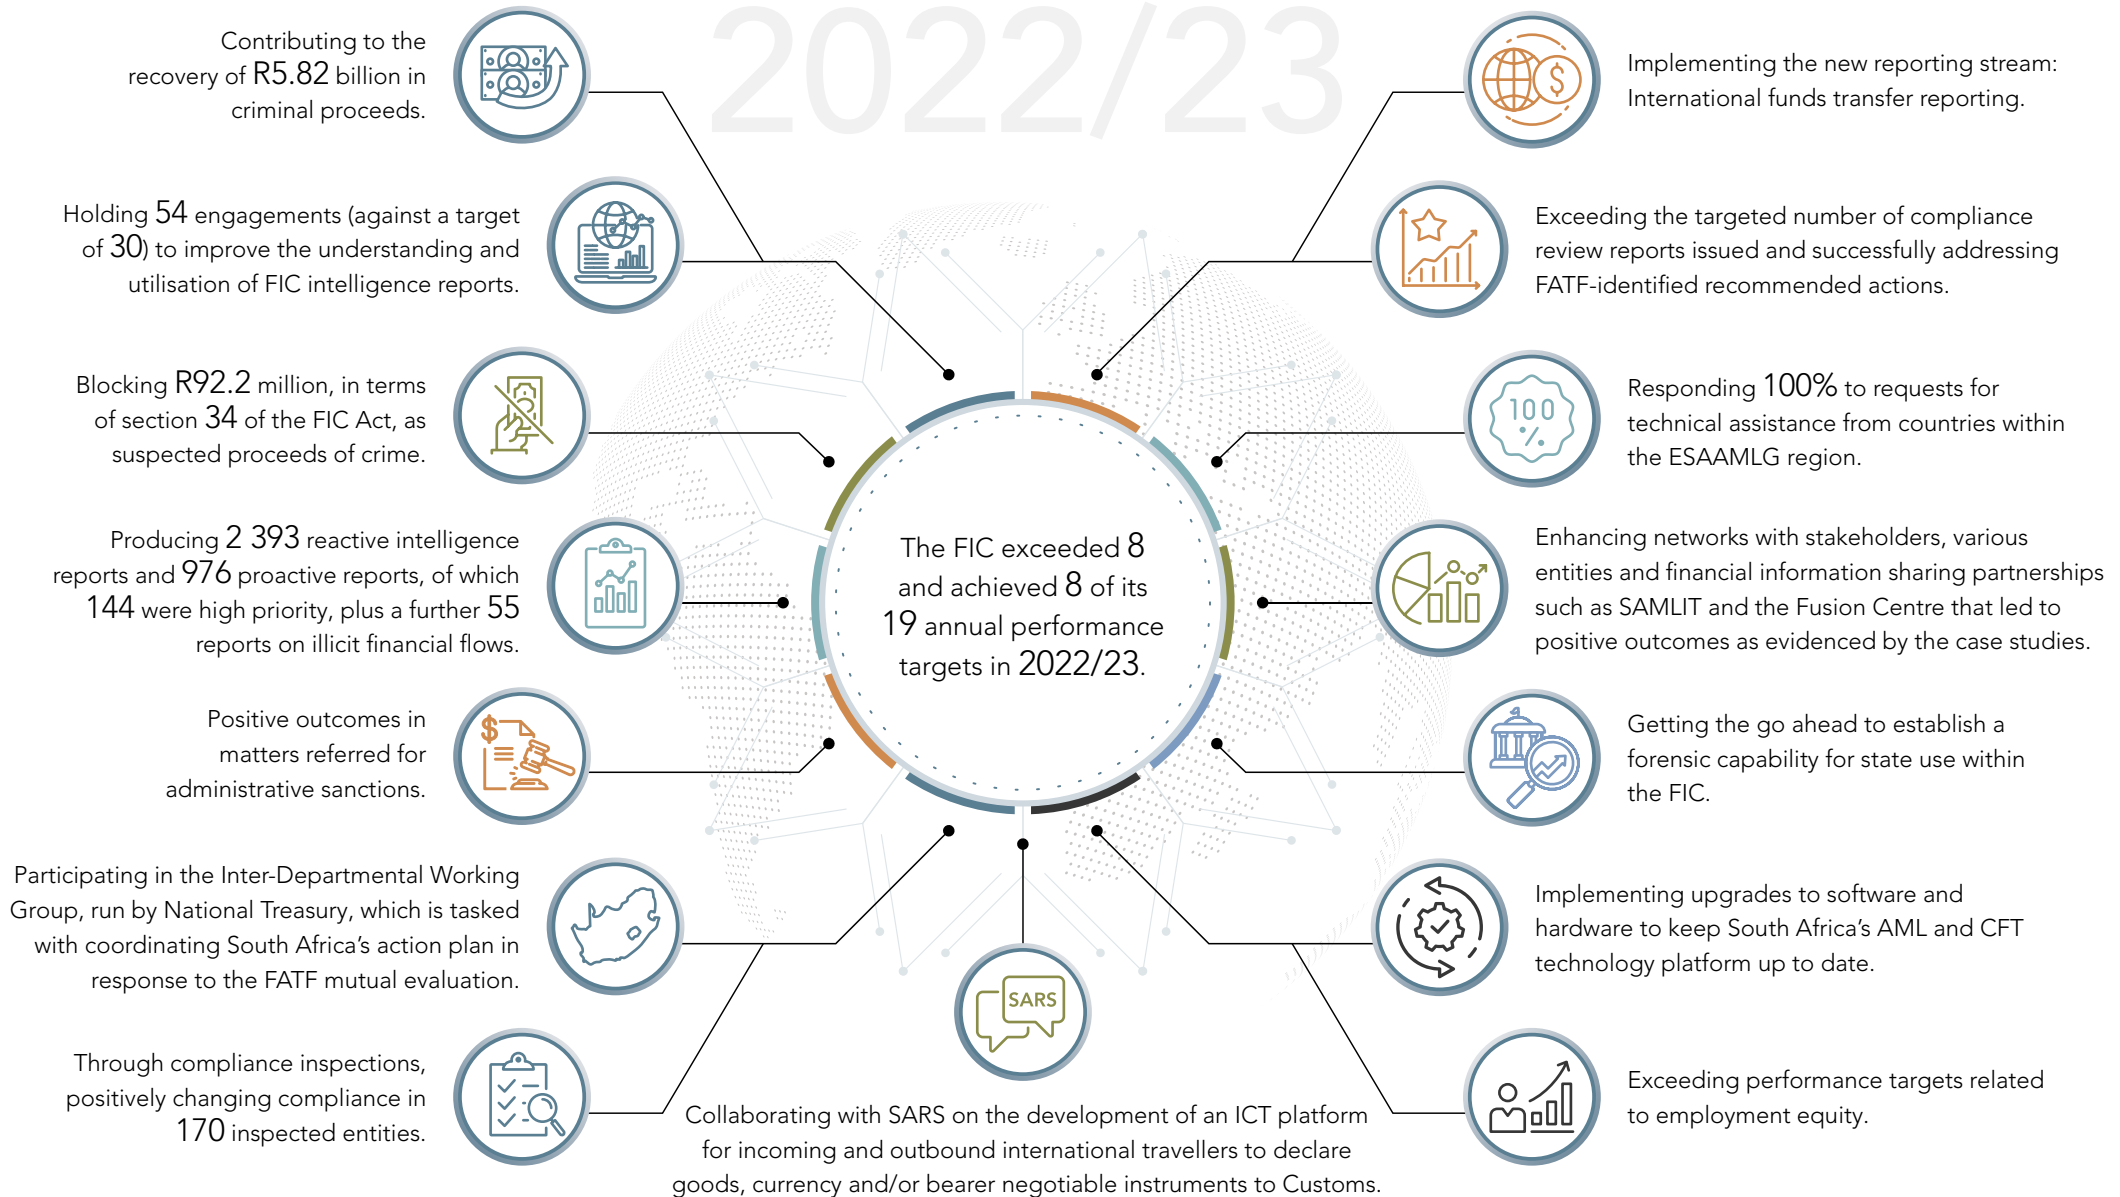 2022/23
Contributing to the
recovery of R5.82 billion in
criminal proceeds.
Holding 54 engagements (against a target
of 30) to improve the understanding and
utilisation of FIC intelligence reports.
Blocking R92.2 million, in terms
of section 34 of the FIC Act, as
suspected proceeds of crime.
Producing 2 393 reactive intelligence
reports and 976 proactive reports, of which
144 were high priority, plus a further 55
reports on illicit financial flows.
Positive outcomes in
matters referred for
administrative sanctions.
Participating in the Inter-Departmental Working
Group, run by National Treasury, which is tasked
with coordinating South Africa's action plan in
response to the FATF mutual evaluation.
Through compliance inspections,
positively changing compliance in
170 inspected entities.
The FIC exceeded 8
and achieved 8 of its
19 annual performance
targets in 2022/23.
SARS
Collaborating with SARS on the development of an ICT platform
for incoming and outbound international travellers to declare
goods, currency and/or bearer negotiable instruments to Customs.
Implementing the new reporting stream:
International funds transfer reporting.
Exceeding the targeted number of compliance
review reports issued and successfully addressing
FATF-identified recommended actions.
100
%
Responding 100% to requests for
technical assistance from countries within
the ESAAMLG region.
Enhancing networks with stakeholders, various
entities and financial information sharing partnerships
such as SAMLIT and the Fusion Centre that led to
positive outcomes as evidenced by the case studies.
Getting the go ahead to establish a
forensic capability for state use within
the FIC.
Implementing upgrades to software and
hardware to keep South Africa's AML and CFT
technology platform up to date.
Exceeding performance targets related
to employment equity.